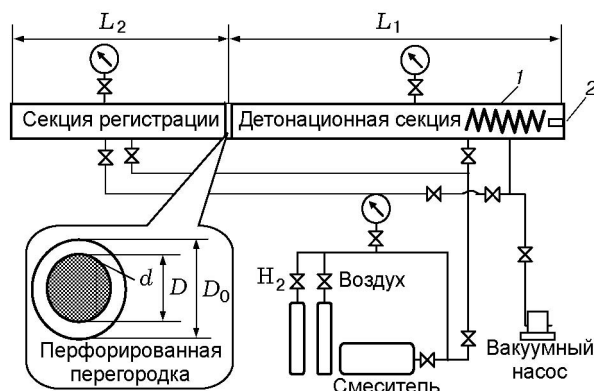 L₂ L₁
1
2
Секция регистрации Детонационная секция
d D D₀
H₂ Воздух
Перфорированная
перегородка
Смеситель
Вакуумный
насос